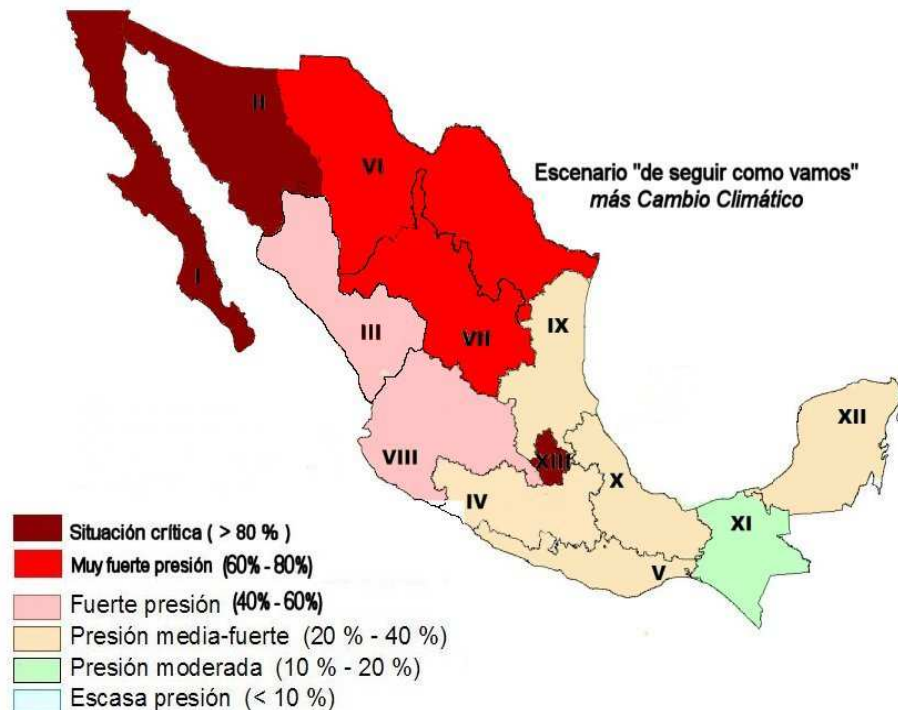 II
VI
Escenario "de seguir como vamos"
más Cambio Climático
I
III
VII
IX
XII
VIII
XIII
IV
X
XI
V
Situación crítica ( > 80 % )
Muy fuerte presión (60% - 80%)
Fuerte presión (40% - 60%)
Presión media-fuerte (20 % - 40 %)
Presión moderada (10 % - 20 %)
Escasa presión (< 10 %)